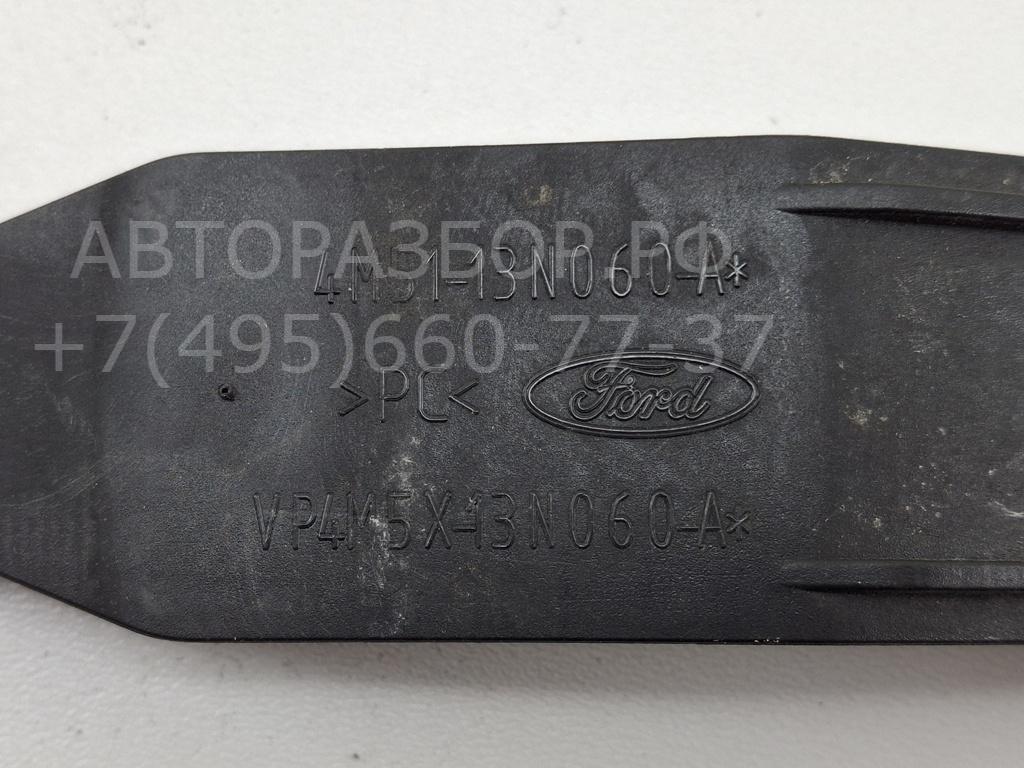 АВТОРАЗБОР.РФ
4M51-13N060-A*
+7(495)660-77-37
>PC< Ford
VP4M5X-13N060-A*